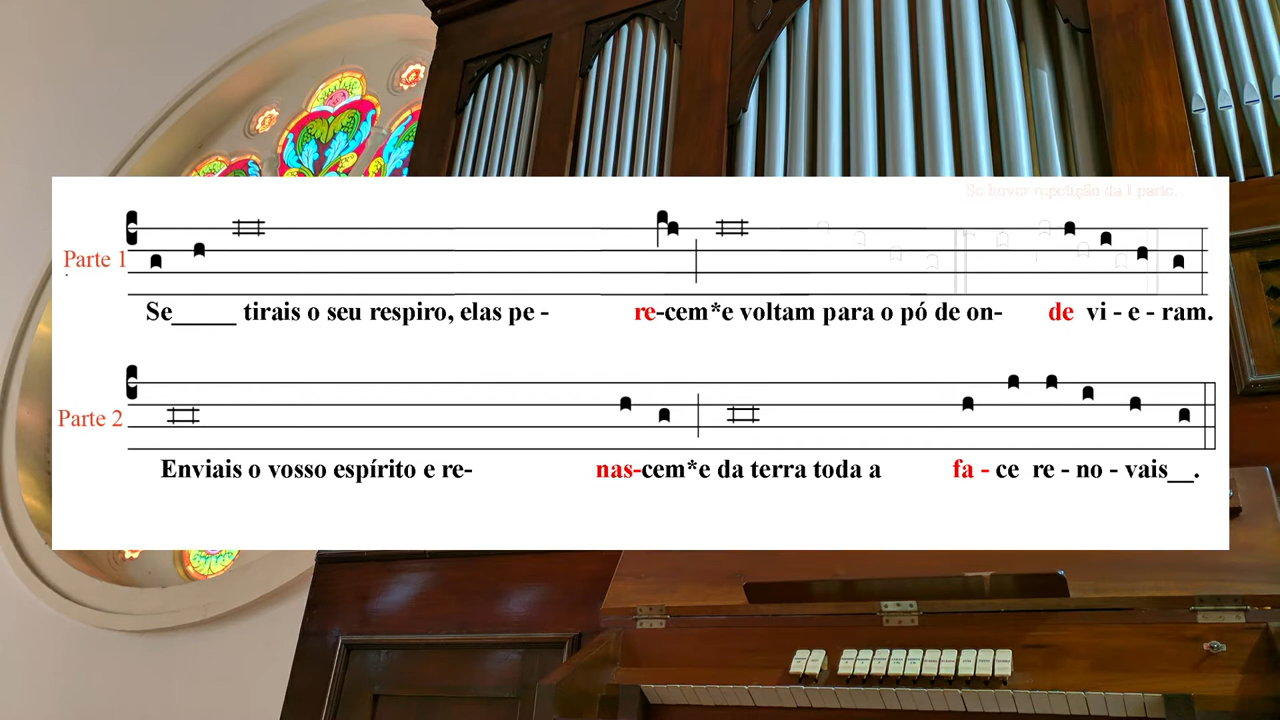 Se hover repetição da 1 parte.
Parte 1
Se_____ tirais o seu respiro, elas pe - re-cem*e voltam para o pó de on- de vi - e - ram.
Parte 2
Enviais o vosso espírito e re- nas-cem*e da terra toda a fa - ce re - no - vais__.